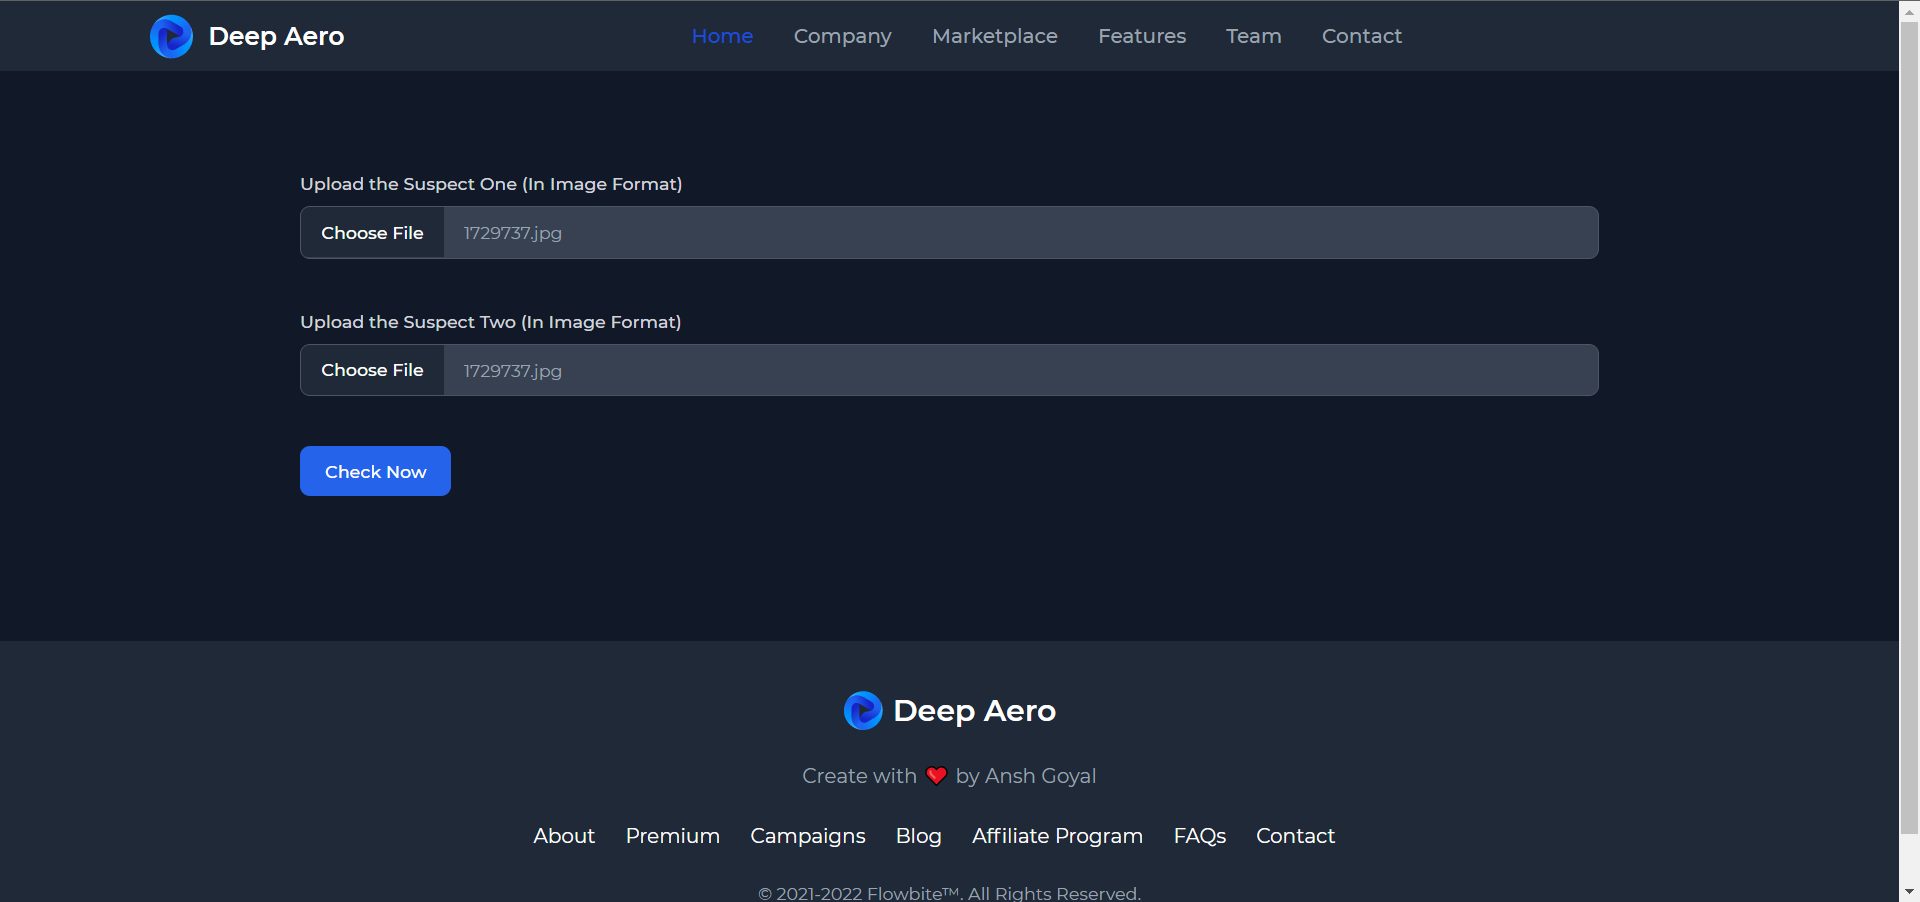 Deep Aero Home Company Marketplace Features Team Contact
Upload the Suspect One (In Image Format)
Choose File 1729737.jpg
Upload the Suspect Two (In Image Format)
Choose File 1729737.jpg
Check Now
Deep Aero
Create with ❤️ by Ansh Goyal
About Premium Campaigns Blog Affiliate Program FAQs Contact
© 2021-2022 Flowbite™. All Rights Reserved.